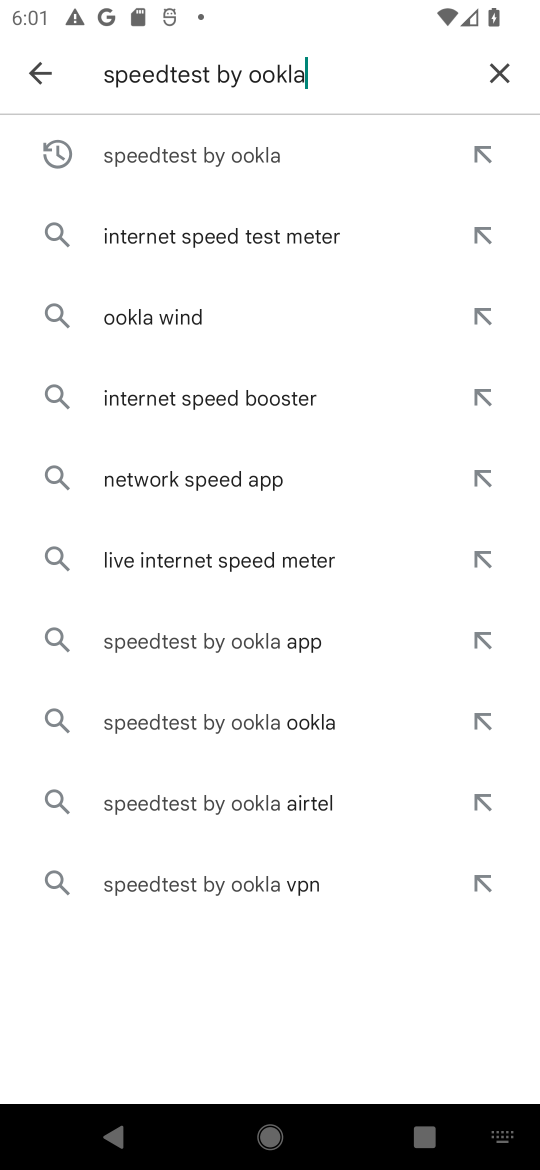 6:01
speedtest by ookla
speedtest by ookla
internet speed test meter
ookla wind
internet speed booster
network speed app
live internet speed meter
speedtest by ookla app
speedtest by ookla ookla
speedtest by ookla airtel
speedtest by ookla vpn